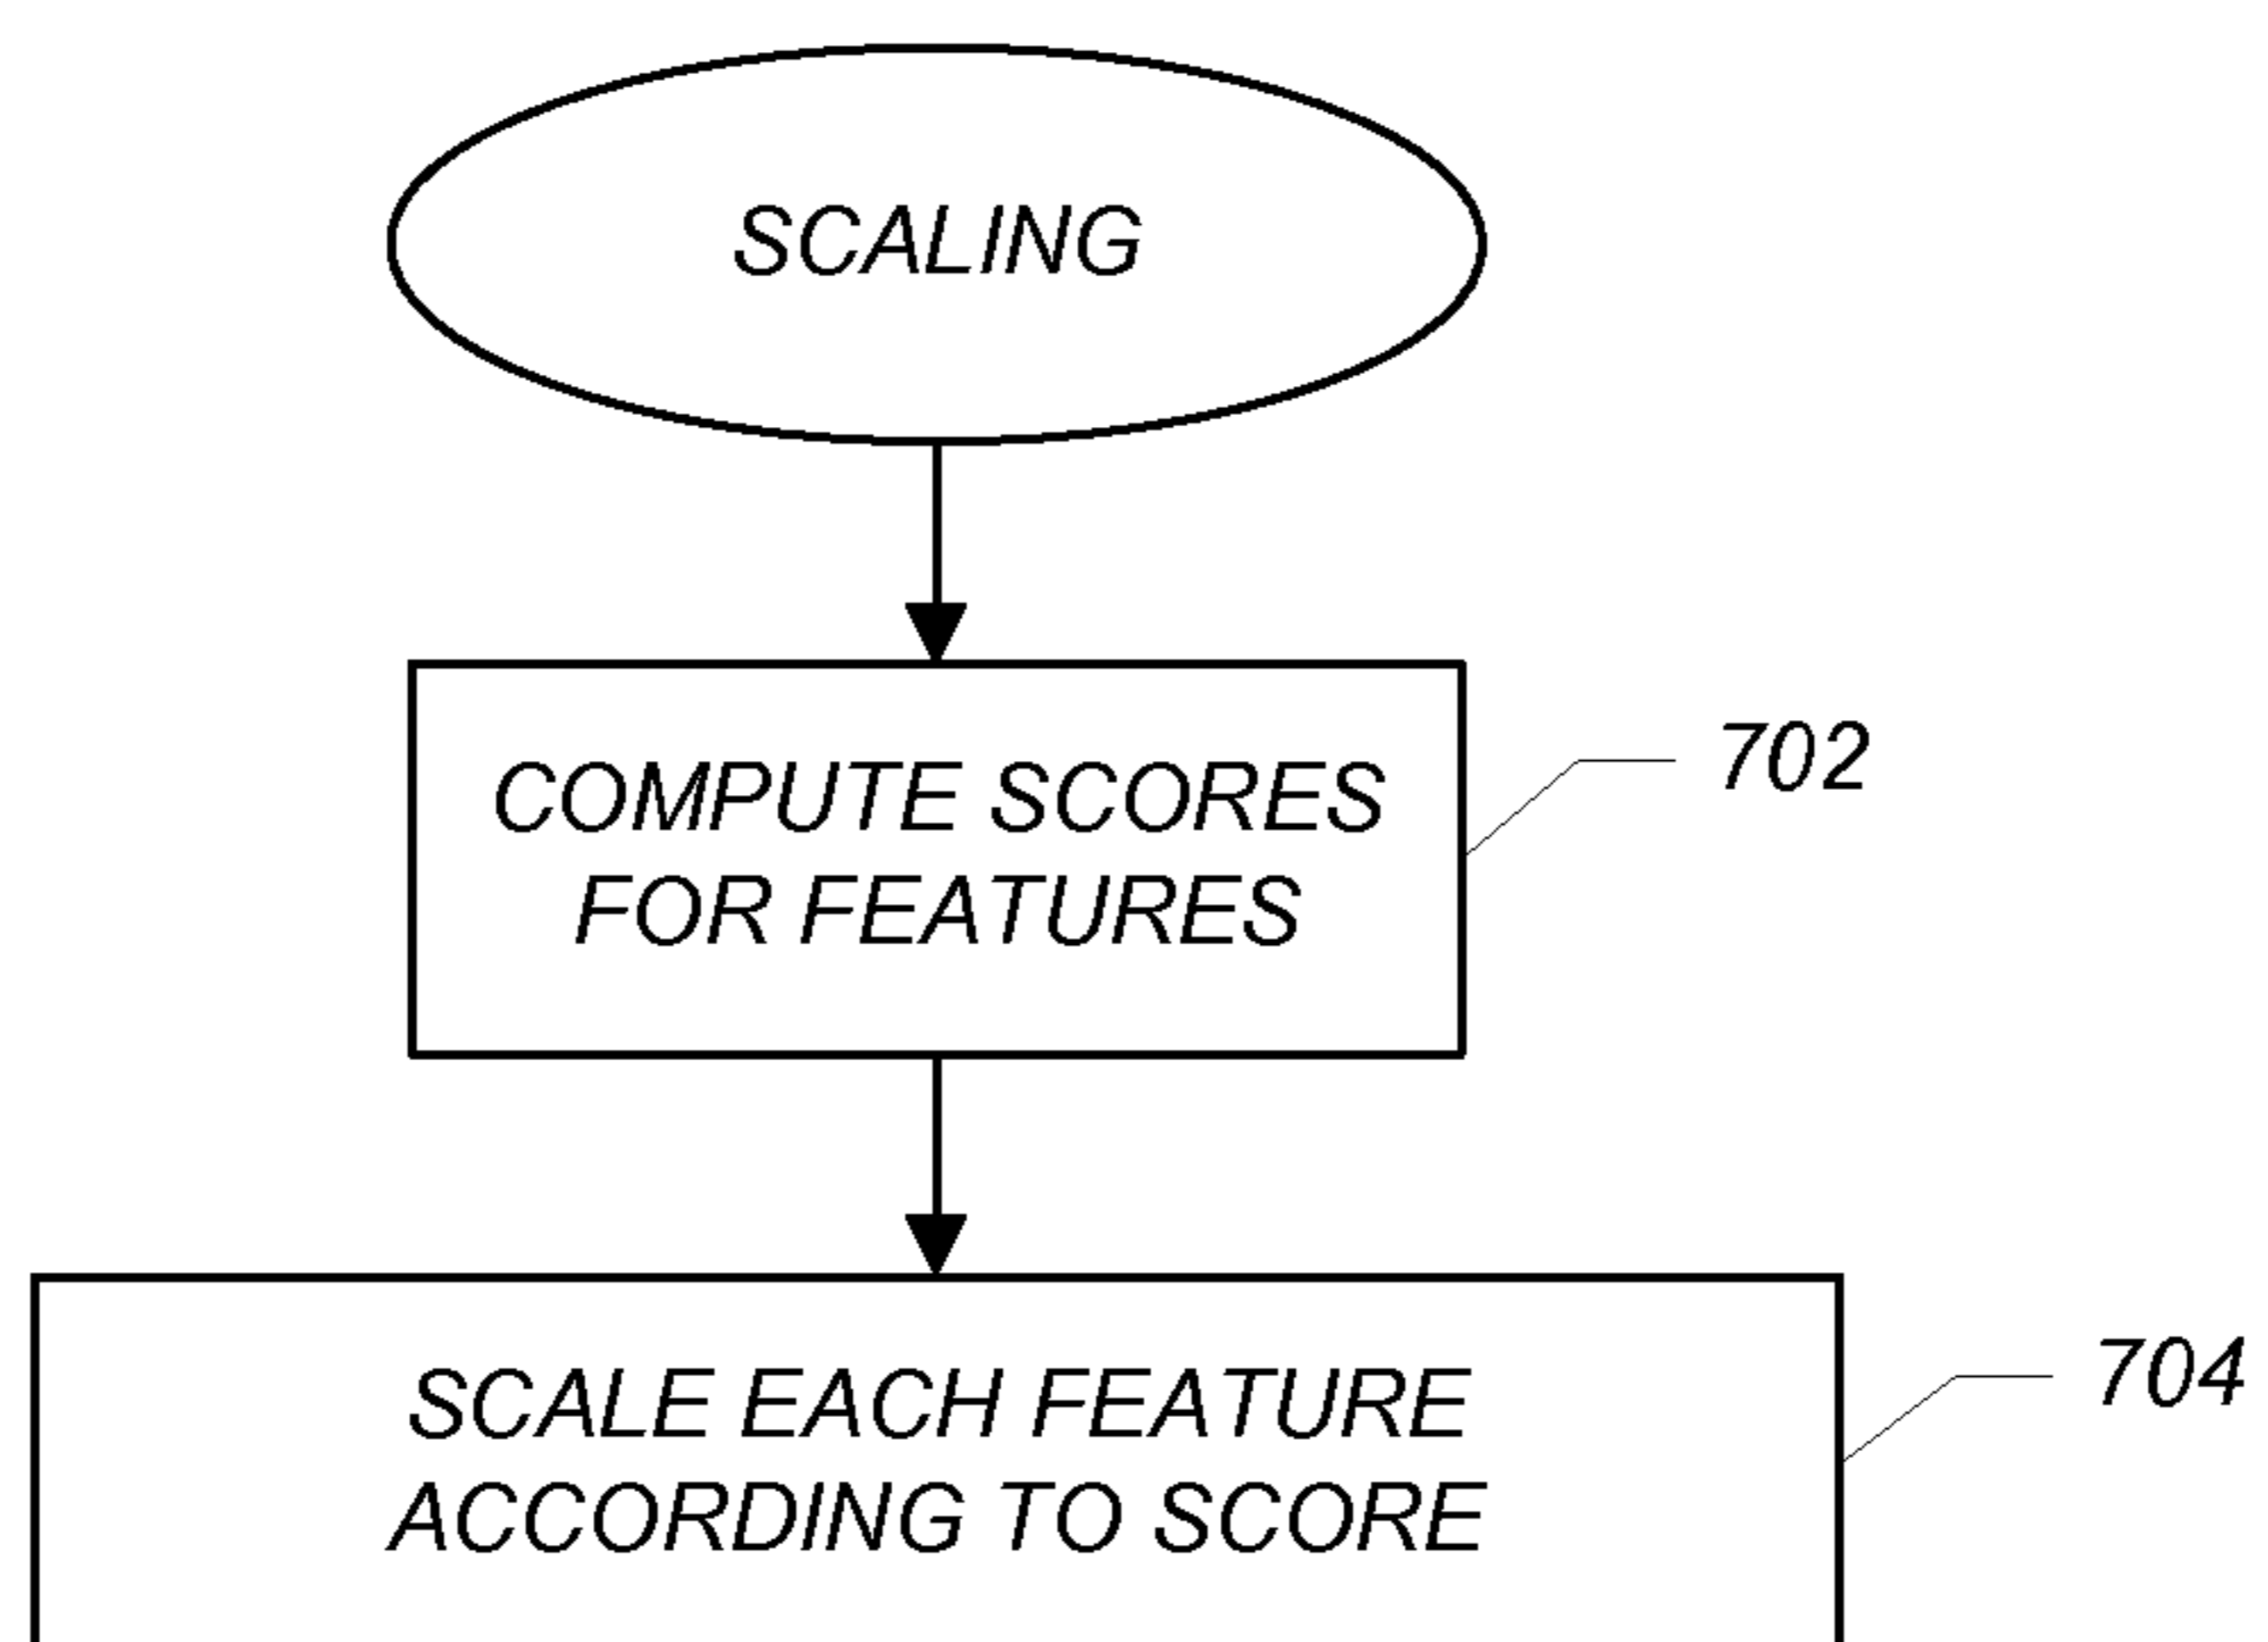 SCALING
COMPUTE SCORES
FOR FEATURES
702
SCALE EACH FEATURE
ACCORDING TO SCORE
704